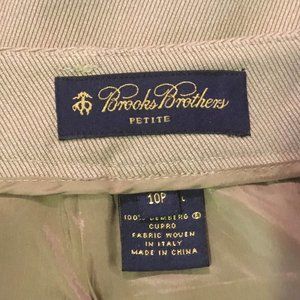 Brooks Brothers
PETITE
10P
100% BEMBERG ®
CUPRO
FABRIC WOVEN
IN ITALY
MADE IN CHINA